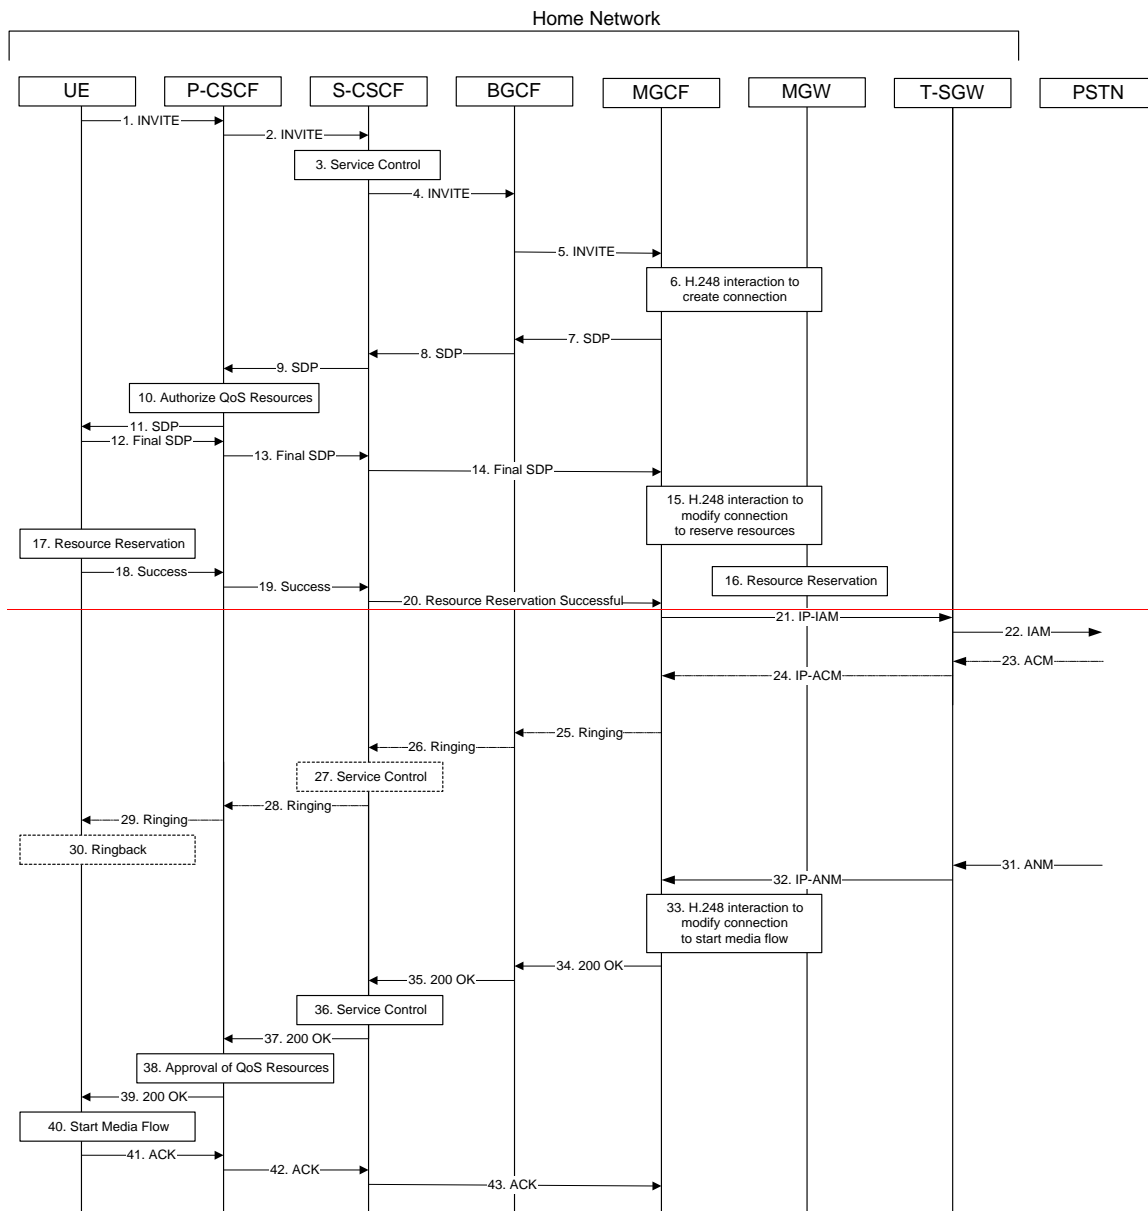 Home Network
UE
P-CSCF
S-CSCF
BGCF
MGCF
MGW
T-SGW
PSTN
1. INVITE
2. INVITE
3. Service Control
4. INVITE
5. INVITE
6. H.248 interaction to
create connection
7. SDP
8. SDP
9. SDP
10. Authorize QoS Resources
11. SDP
12. Final SDP
13. Final SDP
14. Final SDP
15. H.248 interaction to
modify connection
to reserve resources
17. Resource Reservation
18. Success
16. Resource Reservation
19. Success
20. Resource Reservation Successful
21. IP-IAM
22. IAM
23. ACM
24. IP-ACM
25. Ringing
26. Ringing
27. Service Control
28. Ringing
29. Ringing
30. Ringback
31. ANM
32. IP-ANM
33. H.248 interaction to
modify connection
to start media flow
34. 200 OK
35. 200 OK
36. Service Control
37. 200 OK
38. Approval of QoS Resources
39. 200 OK
40. Start Media Flow
41. ACK
42. ACK
43. ACK